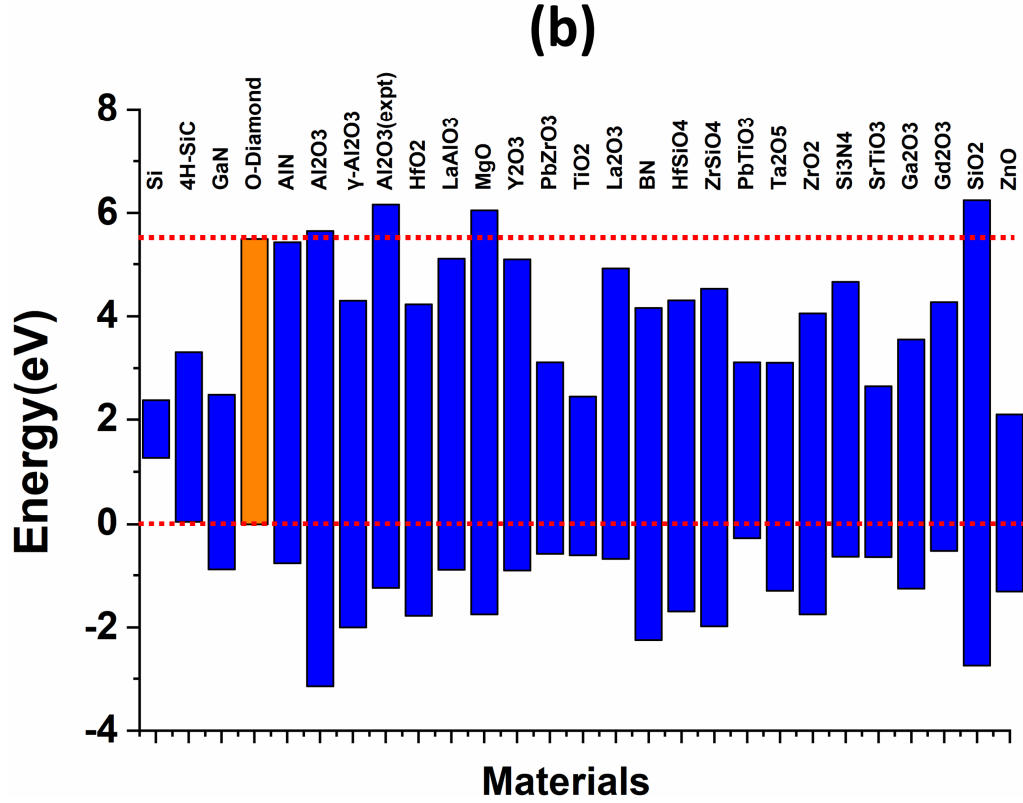 (b)
Si
4H-SiC
GaN
O-Diamond
AlN
Al2O3
Y-Al2O3
Al2O3(expt)
HfO2
LaAlO3
MgO
Y2O3
PbZrO3
TiO2
La2O3
BN
HfSiO4
ZrSiO4
PbTiO3
Ta2O5
ZrO2
Si3N4
SrTiO3
Ga2O3
Gd2O3
SiO2
ZnO
8
6
4
2
0
-2
-4
Energy(eV)
Materials